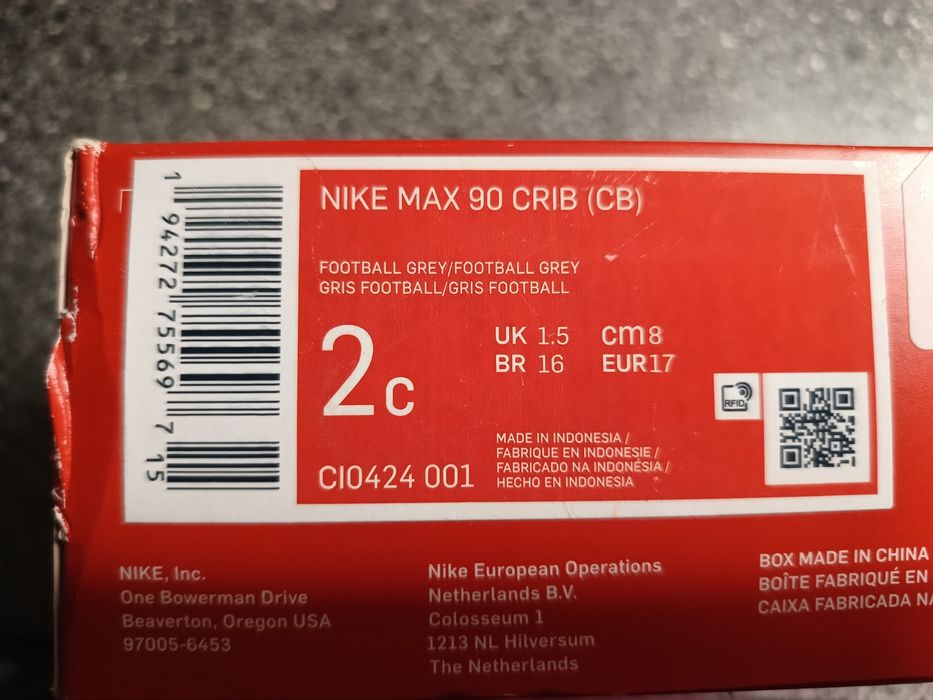 1 94272 75569 7 15
NIKE MAX 90 CRIB (CB)
FOOTBALL GREY/FOOTBALL GREY
GRIS FOOTBALL/GRIS FOOTBALL
2c
UK 1.5 cm 8
BR 16 EUR 17
RFID
CI0424 001
MADE IN INDONESIA /
FABRIQUE EN INDONESIE /
FABRICADO NA INDONÉSIA /
HECHO EN INDONESIA
NIKE, Inc.
One Bowerman Drive
Beaverton, Oregon USA
97005-6453
Nike European Operations
Netherlands B.V.
Colosseum 1
1213 NL Hilversum
The Netherlands
BOX MADE IN CHINA
BOÎTE FABRIQUÉ EN
CAIXA FABRICADA NA